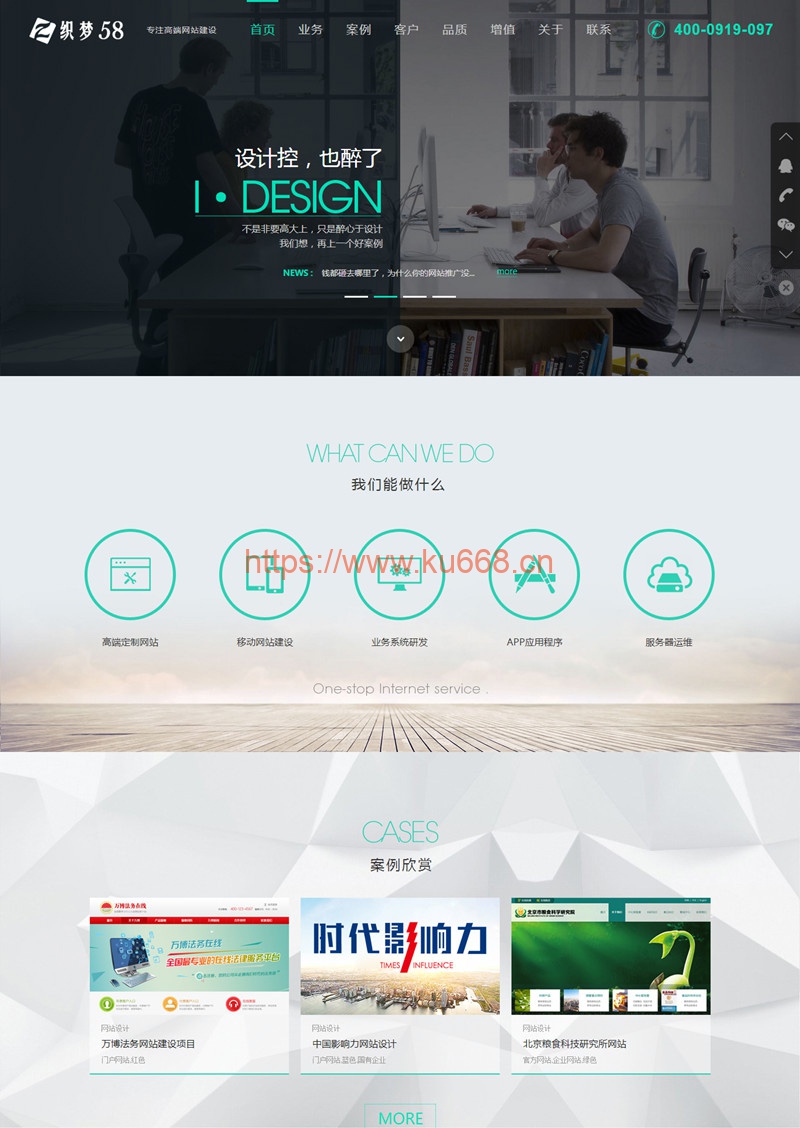 织梦58
专注高端网站建设
首页 业务 案例 客户 品质 增值 关于 联系
400-0919-097
设计控，也醉了
I · DESIGN
不是非要高大上，只是醉心于设计
我们想，再上一个好案例
NEWS： 钱都砸去哪里了，为什么你的网站推广没... more
WHAT CAN WE DO
我们能做什么
https://www.ku668.cn
高端定制网站 移动网站建设 业务系统研发 APP应用程序 服务器运维
One-stop Internet service .
CASES
案例欣赏
万博法务在线
万博法务在线
全国最专业的在线法律服务平台
时代影响力
TIMES INFLUENCE
北京市粮食科学研究院
网站设计 网站设计 网站设计
万博法务网站建设项目 中国影响力网站设计 北京粮食科技研究所网站
门户网站,红色 门户网站,蓝色,国有企业 官方网站,企业网站,绿色
MORE